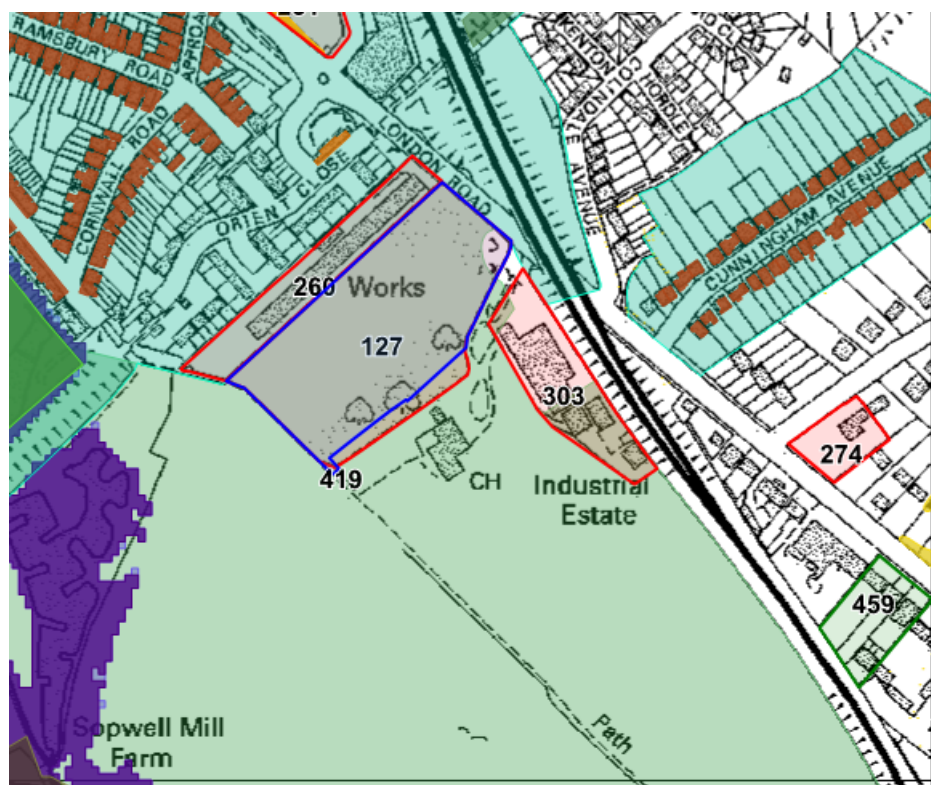 RAMSBURY ROAD
CORNWALL ROAD
ORIENT CLOSE
LONDON ROAD
AVENUE
CUNNINGHAM AVENUE
260
Works
127
303
419
CH
Industrial
Estate
274
459
Path
Sopwell Mill
Farm